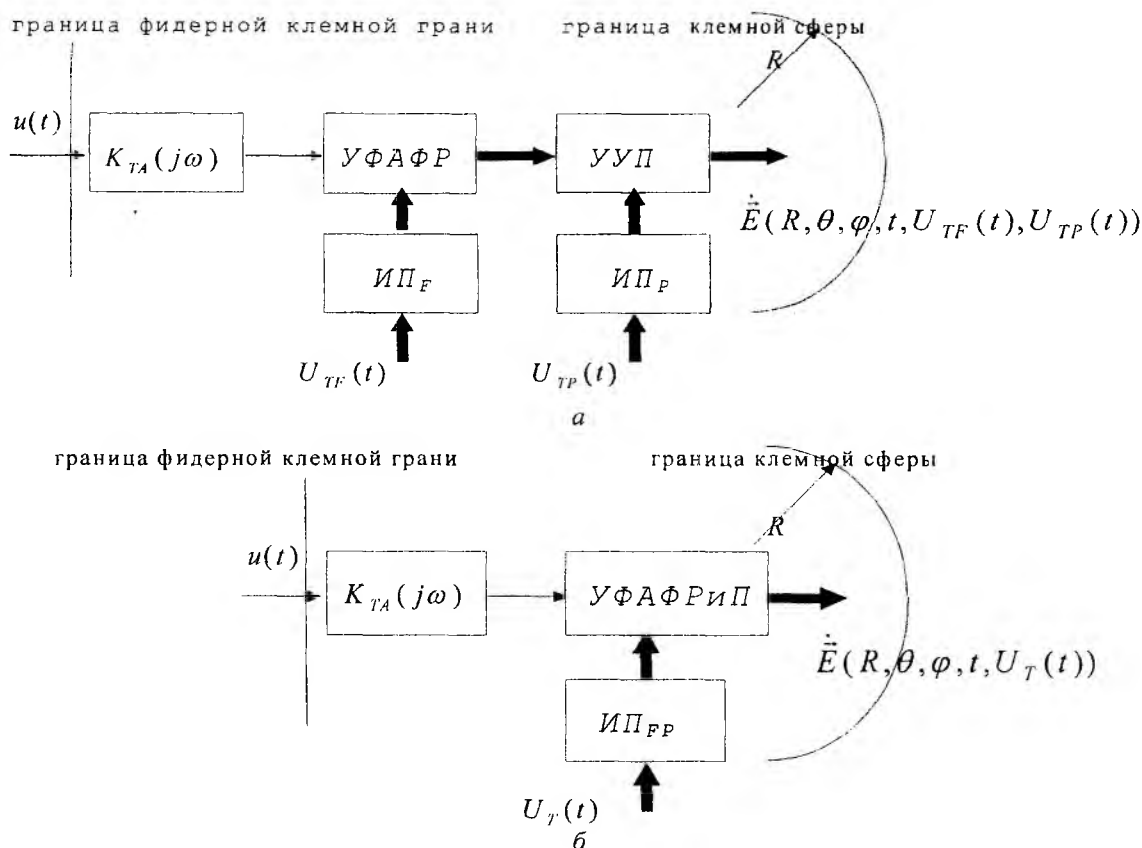 граница фидерной клемной грани граница клемной сферы
R
u(t)
K_TA(jω) УФАФР УУП
Ė(R,θ,φ,t,U_TF(t),U_TP(t))
ИП_F ИП_P
U_TF(t) U_TP(t)
а
граница фидерной клемной грани граница клемной сферы
R
u(t)
K_TA(jω) УФАФРиП
Ė(R,θ,φ,t,U_T(t))
ИП_FP
U_T(t)
б